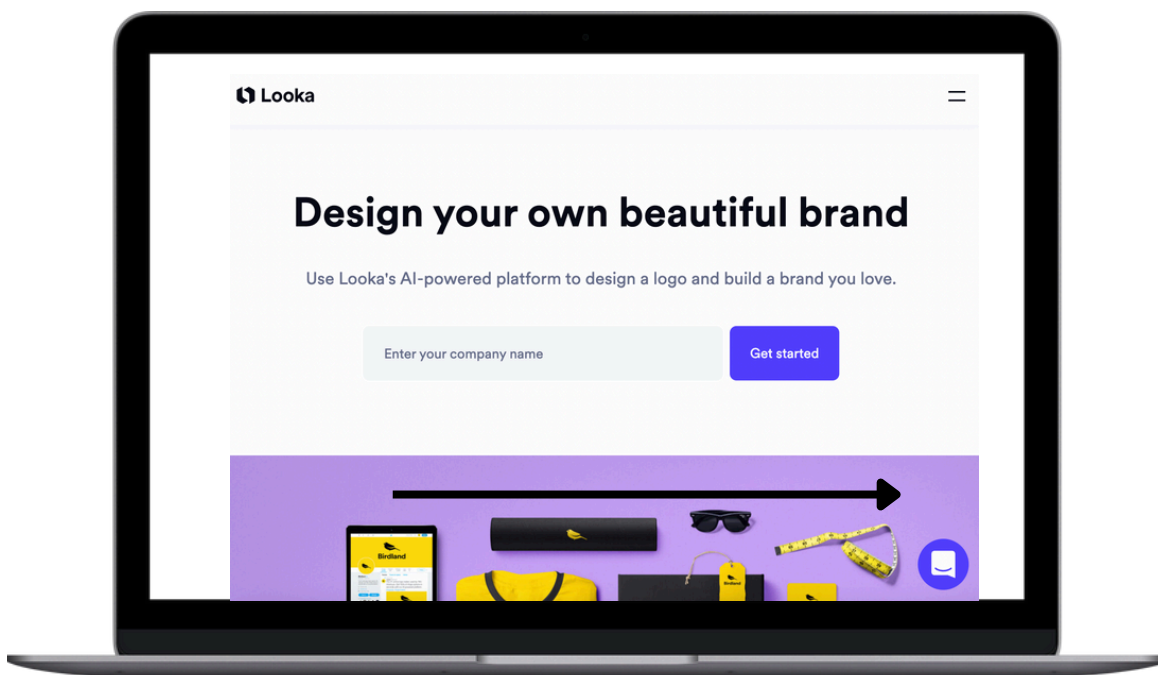 Looka
Design your own beautiful brand
Use Looka's AI-powered platform to design a logo and build a brand you love.
Enter your company name
Get started
Birdland
Birdland